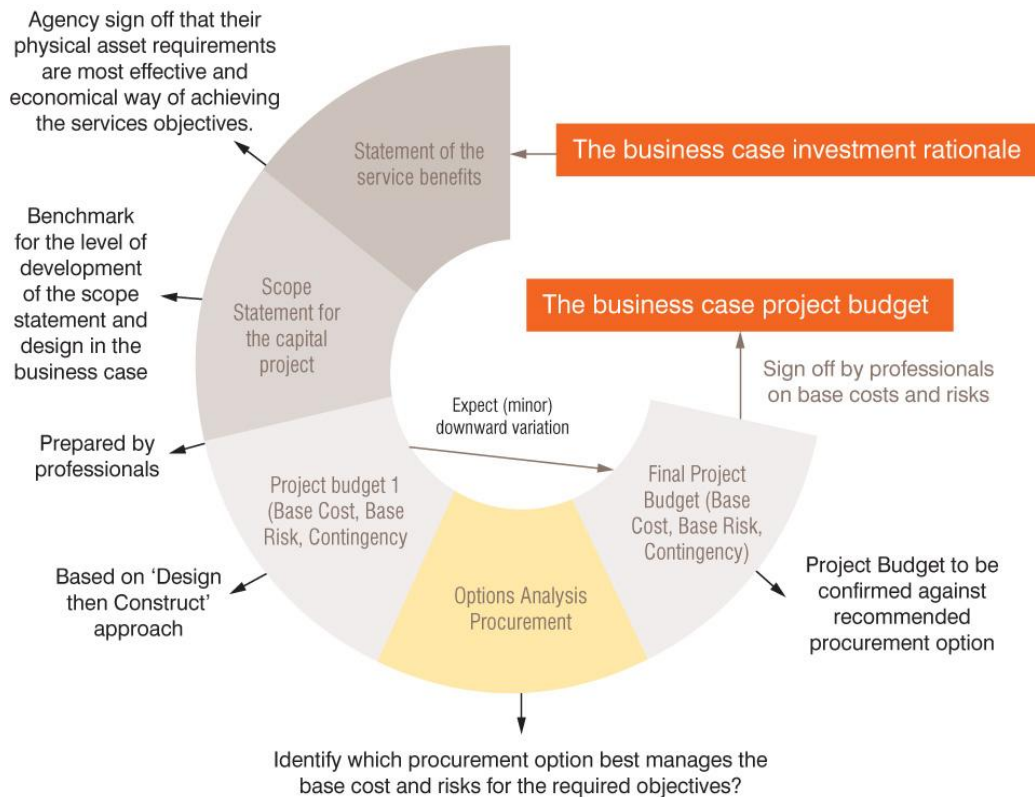 Agency sign off that their
physical asset requirements
are most effective and
economical way of achieving
the services objectives.
Statement of the
service benefits
The business case investment rationale
Benchmark
for the level of
development
of the scope
statement and
design in the
business case
Scope
Statement for
the capital
project
The business case project budget
Sign off by professionals
on base costs and risks
Expect (minor)
downward variation
Prepared by
professionals
Project budget 1
(Base Cost, Base
Risk, Contingency
Final Project
Budget (Base
Cost, Base Risk,
Contingency)
Based on ‘Design
then Construct’
approach
Options Analysis
Procurement
Project Budget to be
confirmed against
recommended
procurement option
Identify which procurement option best manages the
base cost and risks for the required objectives?